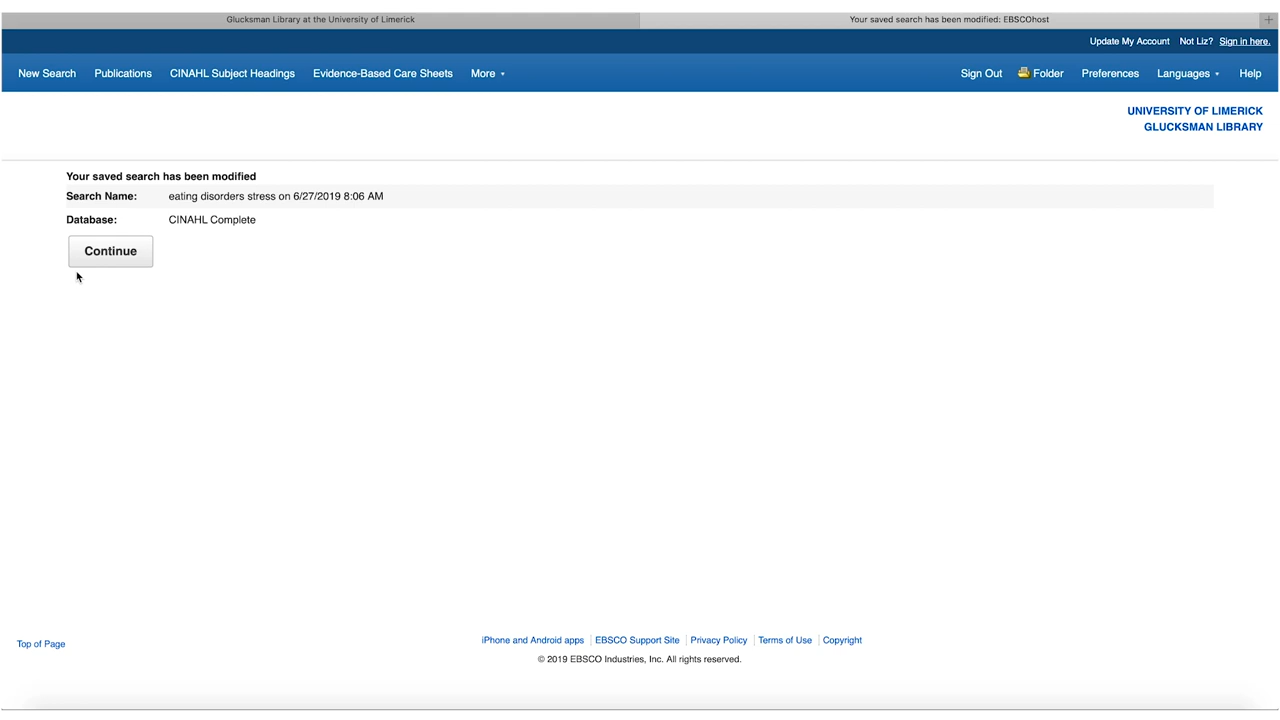 Glucksman Library at the University of Limerick Your saved search has been modified: EBSCOhost +
Update My Account Not Liz? Sign in here.
New Search Publications CINAHL Subject Headings Evidence-Based Care Sheets More Sign Out Folder Preferences Languages Help
UNIVERSITY OF LIMERICK
GLUCKSMAN LIBRARY
Your saved search has been modified
Search Name: eating disorders stress on 6/27/2019 8:06 AM
Database: CINAHL Complete
Continue
Top of Page iPhone and Android apps EBSCO Support Site Privacy Policy Terms of Use Copyright
© 2019 EBSCO Industries, Inc. All rights reserved.